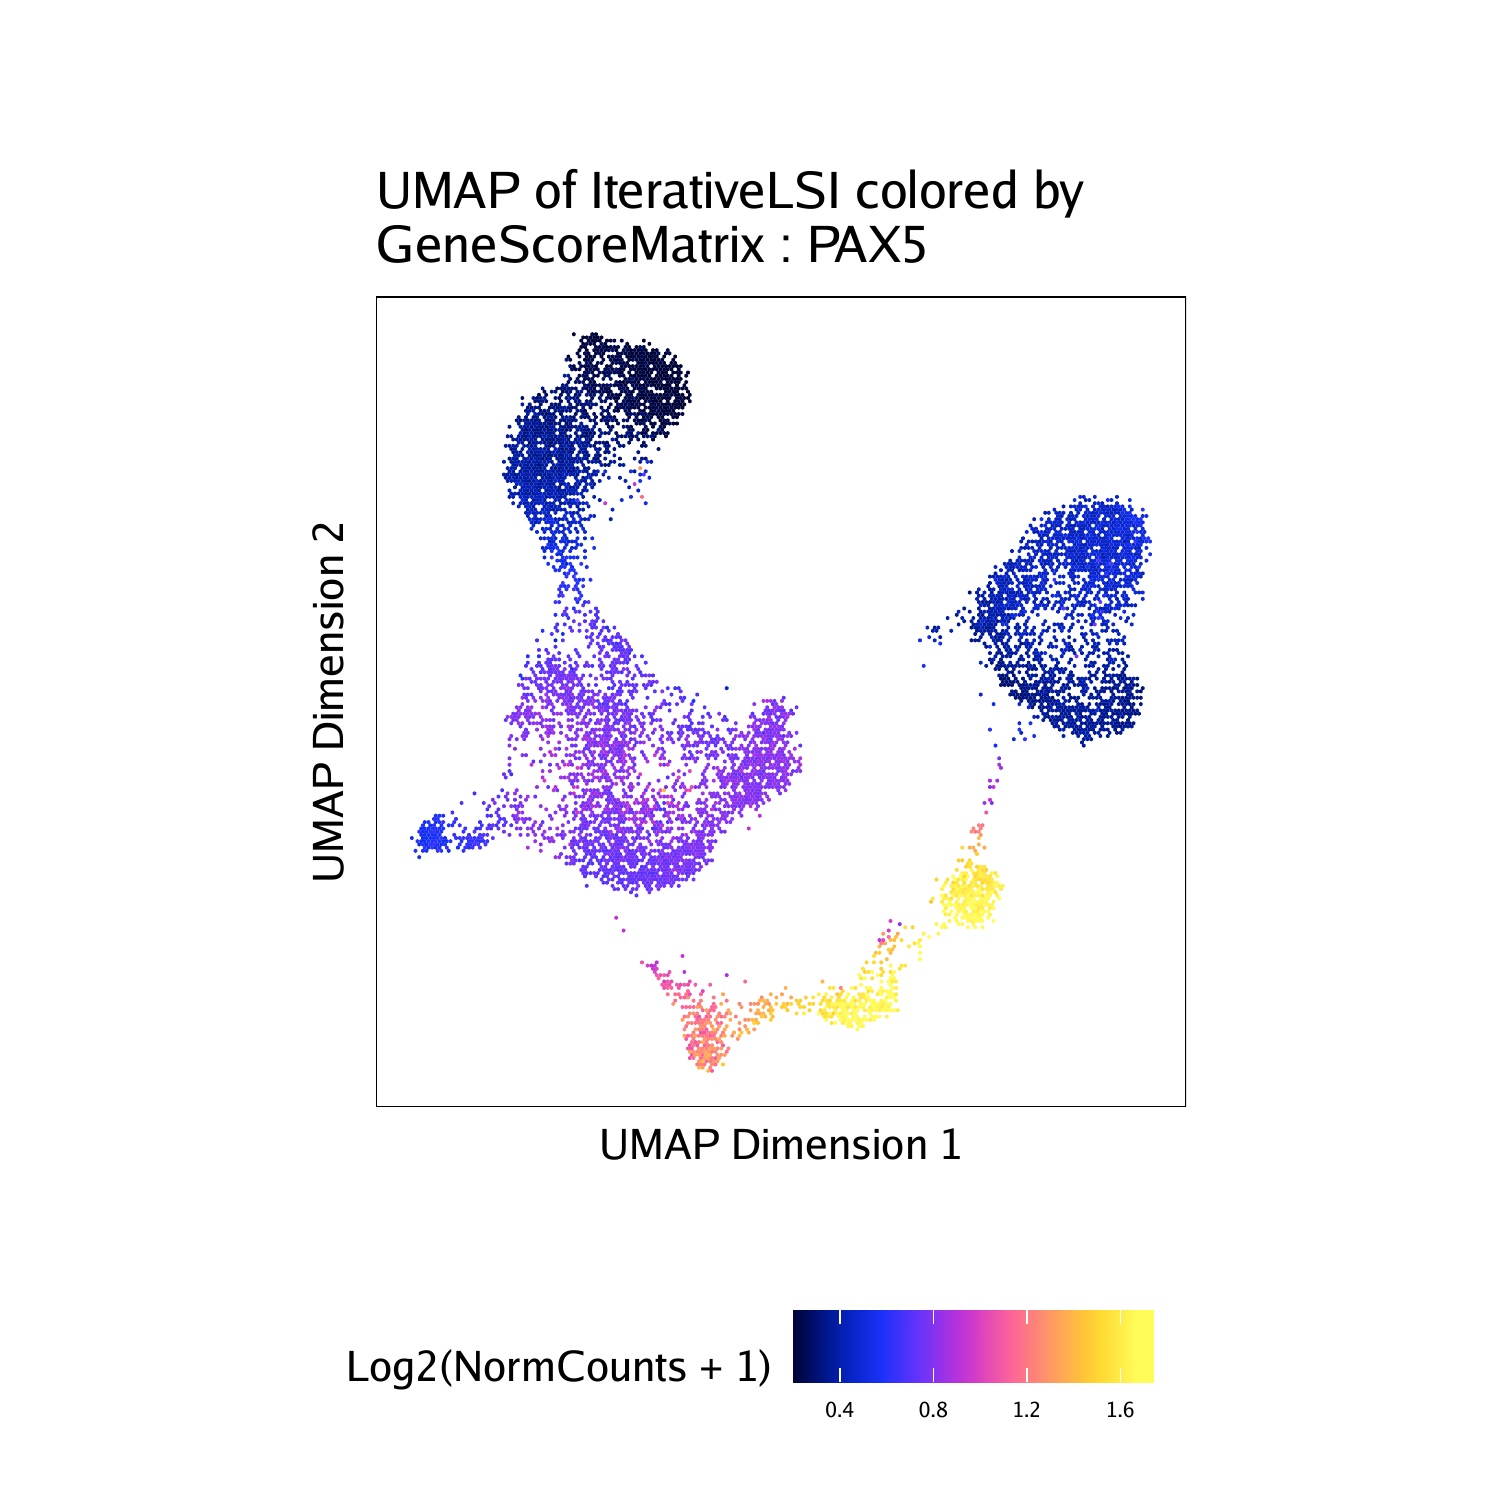 UMAP of IterativeLSI colored by
GeneScoreMatrix : PAX5
UMAP Dimension 2
UMAP Dimension 1
Log2(NormCounts + 1)
0.4 0.8 1.2 1.6